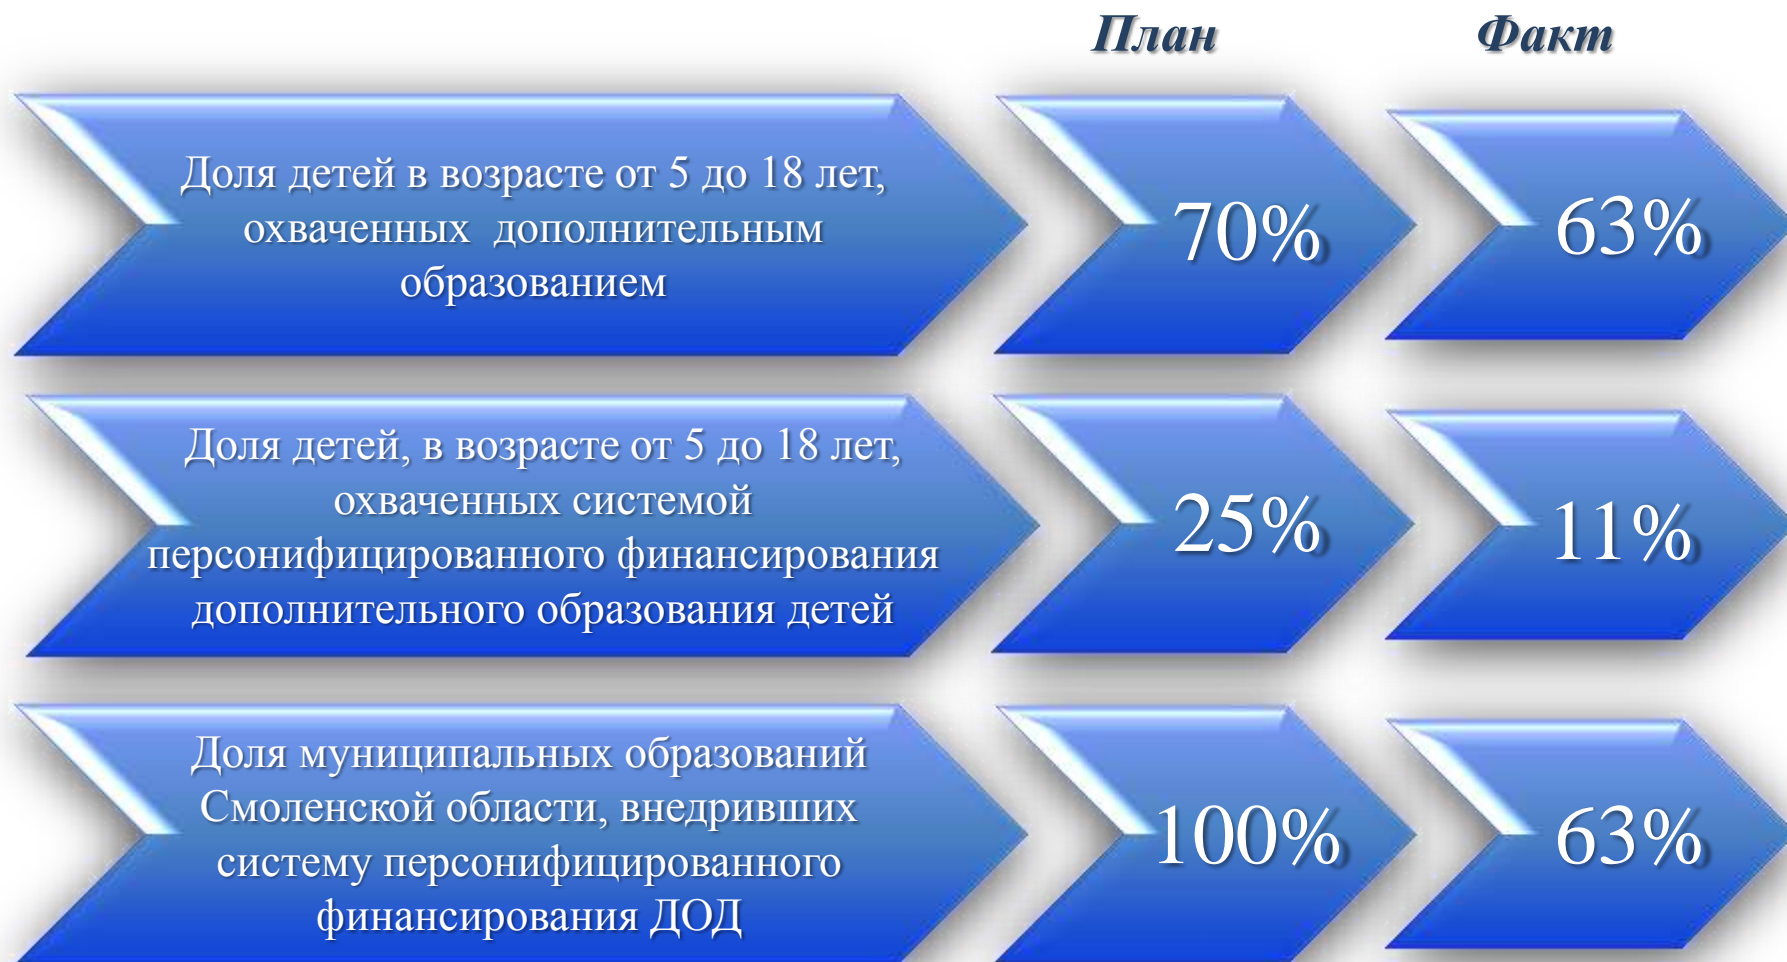 План Факт
Доля детей в возрасте от 5 до 18 лет,
охваченных дополнительным
образованием
70%
63%
Доля детей, в возрасте от 5 до 18 лет,
охваченных системой
персонифицированного финансирования
дополнительного образования детей
25%
11%
Доля муниципальных образований
Смоленской области, внедривших
систему персонифицированного
финансирования ДОД
100%
63%